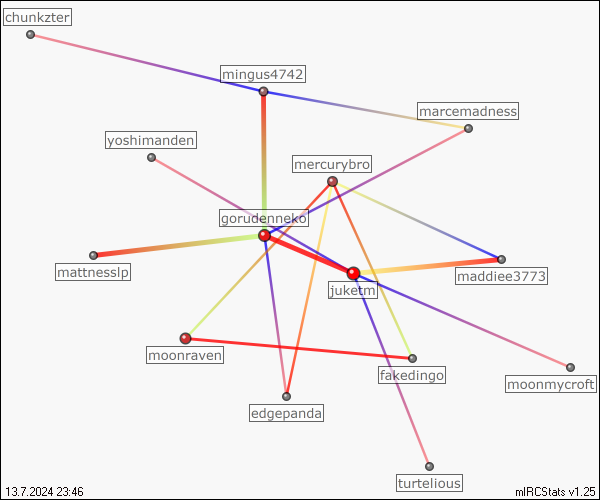 chunkzter
mingus4742
marcemadness
yoshimanden
mercurybro
gorudenneko
mattnesslp
maddiee3773
juketm
moonraven
fakedingo
moonmycroft
edgepanda
turtelious
13.7.2024 23:46
mIRCStats v1.25